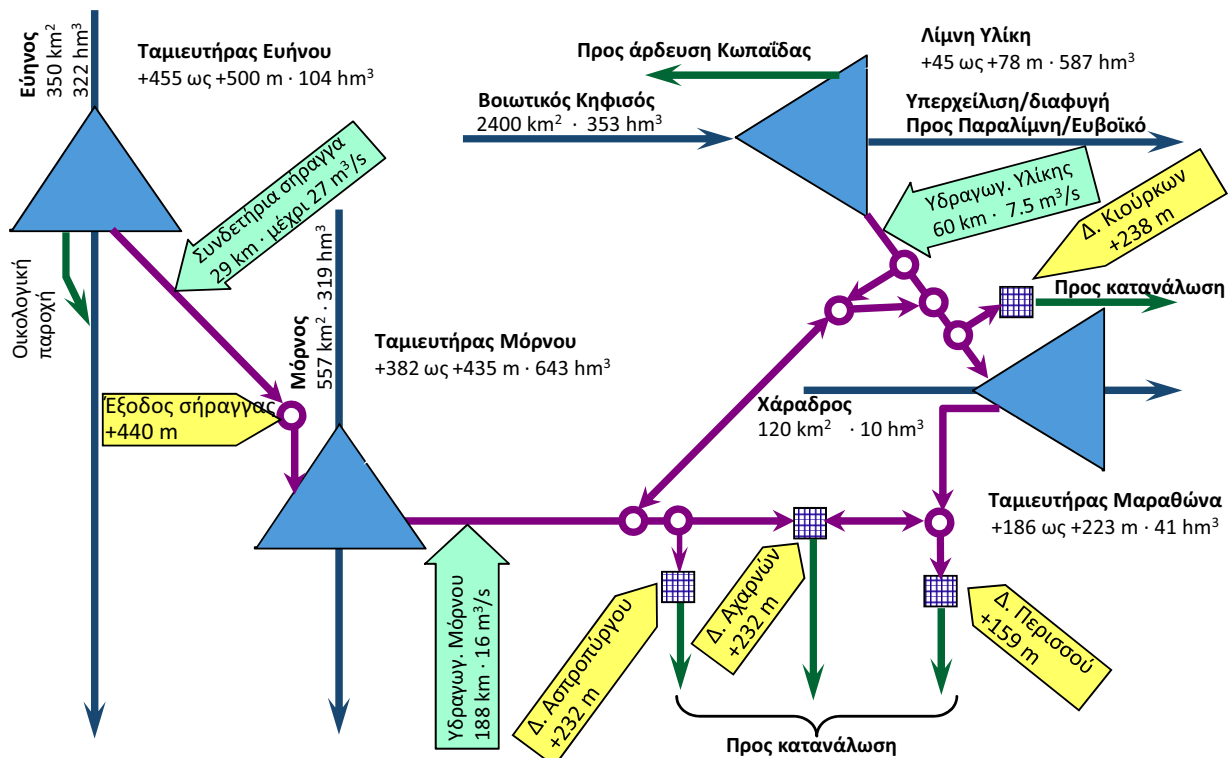 Εύηνος
350 km²
322 hm³
Ταμιευτήρας Ευήνου
+455 ως +500 m · 104 hm³
Συνδετήρια σήραγγα
29 km · μέχρι 27 m³/s
Οικολογική
παροχή
Έξοδος σήραγγας
+440 m
Μόρνος
557 km² · 319 hm³
Ταμιευτήρας Μόρνου
+382 ως +435 m · 643 hm³
Υδραγωγ. Μόρνου
188 km · 16 m³/s
Προς άρδευση Κωπαΐδας
Βοιωτικός Κηφισός
2400 km² · 353 hm³
Λίμνη Υλίκη
+45 ως +78 m · 587 hm³
Υπερχείλιση/διαφυγή
Προς Παραλίμνη/Ευβοϊκό
Υδραγωγ. Υλίκης
60 km · 7.5 m³/s
Δ. Κιούρκων
+238 m
Προς κατανάλωση
Χάραδρος
120 km² · 10 hm³
Ταμιευτήρας Μαραθώνα
+186 ως +223 m · 41 hm³
Δ. Ασπροπύργου
+232 m
Δ. Αχαρνών
+232 m
Δ. Περισσού
+159 m
Προς κατανάλωση